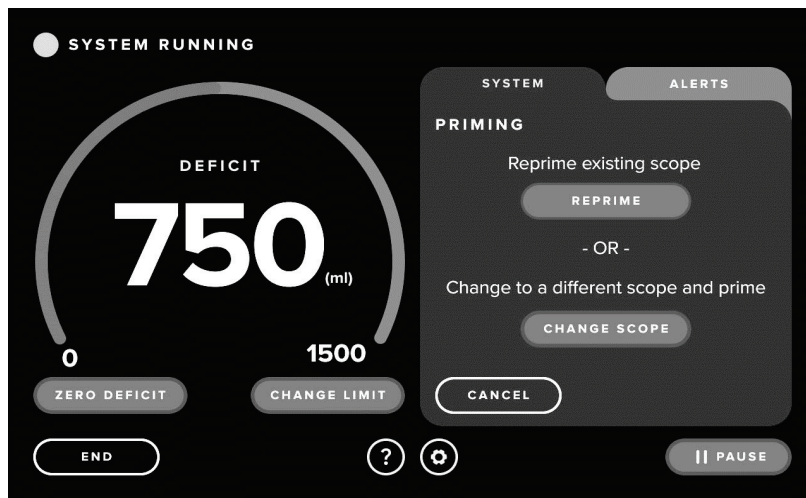 SYSTEM RUNNING
DEFICIT
750
(ml)
0
1500
ZERO DEFICIT
CHANGE LIMIT
END
?
SYSTEM
ALERTS
PRIMING
Reprime existing scope
REPRIME
- OR -
Change to a different scope and prime
CHANGE SCOPE
CANCEL
PAUSE